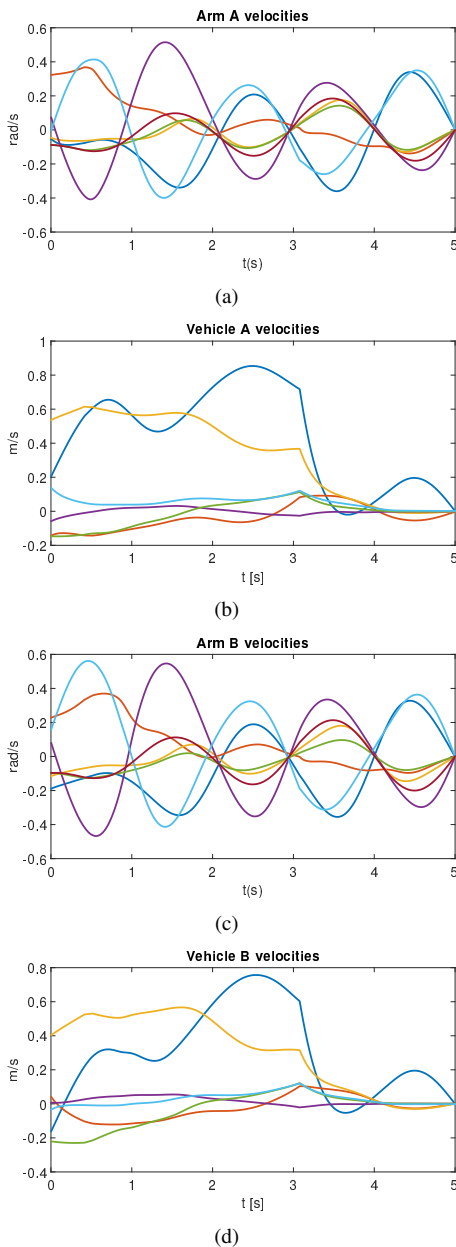 Arm A velocities
0.6
0.4
0.2
0
-0.2
-0.4
-0.6
rad/s
0 1 2 3 4 5
t(s)
(a)
Vehicle A velocities
1
0.8
0.6
0.4
0.2
0
-0.2
m/s
0 1 2 3 4 5
t [s]
(b)
Arm B velocities
0.6
0.4
0.2
0
-0.2
-0.4
-0.6
rad/s
0 1 2 3 4 5
t(s)
(c)
Vehicle B velocities
0.8
0.6
0.4
0.2
0
-0.2
-0.4
m/s
0 1 2 3 4 5
t [s]
(d)